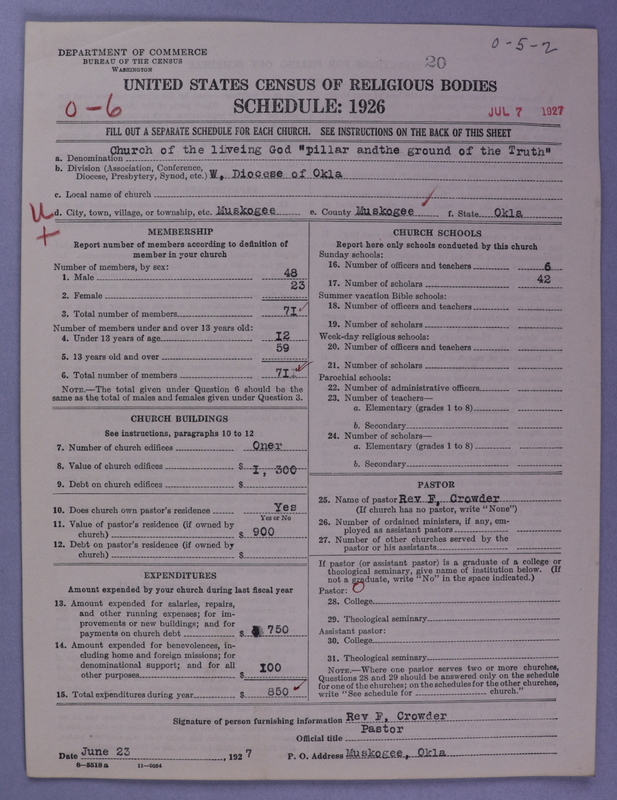 DEPARTMENT OF COMMERCE
BUREAU OF THE CENSUS
WASHINGTON
20
0-5-2
UNITED STATES CENSUS OF RELIGIOUS BODIES
0-6
SCHEDULE: 1926
JUL 7 1927
FILL OUT A SEPARATE SCHEDULE FOR EACH CHURCH. SEE INSTRUCTIONS ON THE BACK OF THIS SHEET
a. Denomination Church of the liveing God "pillar andthe ground of the Truth"
b. Division (Association, Conference, Diocese, Presbytery, Synod, etc.) W, Diocese of Okla
c. Local name of church
d. City, town, village, or township, etc. Muskogee e. County Muskogee f. State Okla
MEMBERSHIP
Report number of members according to definition of
member in your church
Number of members, by sex:
1. Male 48
2. Female 23
3. Total number of members 71
Number of members under and over 13 years old:
4. Under 13 years of age 12
5. 13 years old and over 59
6. Total number of members 71
NOTE.—The total given under Question 6 should be the
same as the total of males and females given under Question 3.
CHURCH BUILDINGS
See instructions, paragraphs 10 to 12
7. Number of church edifices Oner
8. Value of church edifices $ 1, 300
9. Debt on church edifices $
10. Does church own pastor's residence Yes
Yes or No
11. Value of pastor's residence (if owned by
church) $ 900
12. Debt on pastor's residence (if owned by
church) $
EXPENDITURES
Amount expended by your church during last fiscal year
13. Amount expended for salaries, repairs,
and other running expenses; for im-
provements or new buildings; and for
payments on church debt $ 750
14. Amount expended for benevolences, in-
cluding home and foreign missions; for
denominational support; and for all
other purposes $ 100
15. Total expenditures during year $ 850
CHURCH SCHOOLS
Report here only schools conducted by this church
Sunday schools:
16. Number of officers and teachers 6
17. Number of scholars 42
Summer vacation Bible schools:
18. Number of officers and teachers
19. Number of scholars
Week-day religious schools:
20. Number of officers and teachers
21. Number of scholars
Parochial schools:
22. Number of administrative officers
23. Number of teachers—
a. Elementary (grades 1 to 8)
b. Secondary
24. Number of scholars—
a. Elementary (grades 1 to 8)
b. Secondary
PASTOR
25. Name of pastor Rev F, Crowder
(If church has no pastor, write "None")
26. Number of ordained ministers, if any, em-
ployed as assistant pastors
27. Number of other churches served by the
pastor or his assistants
If pastor (or assistant pastor) is a graduate of a college or
theological seminary, give name of institution below. (If
not a graduate, write "No" in the space indicated.)
Pastor: 0
28. College
29. Theological seminary
Assistant pastor:
30. College
31. Theological seminary
NOTE.—Where one pastor serves two or more churches,
Questions 28 and 29 should be answered only on the schedule
for one of the churches; on the schedules for the other churches,
write "See schedule for church."
Signature of person furnishing information Rev F, Crowder
Official title Pastor
Date June 23, 1927 P. O. Address Muskogee, Okla
8-5518a 11-9054